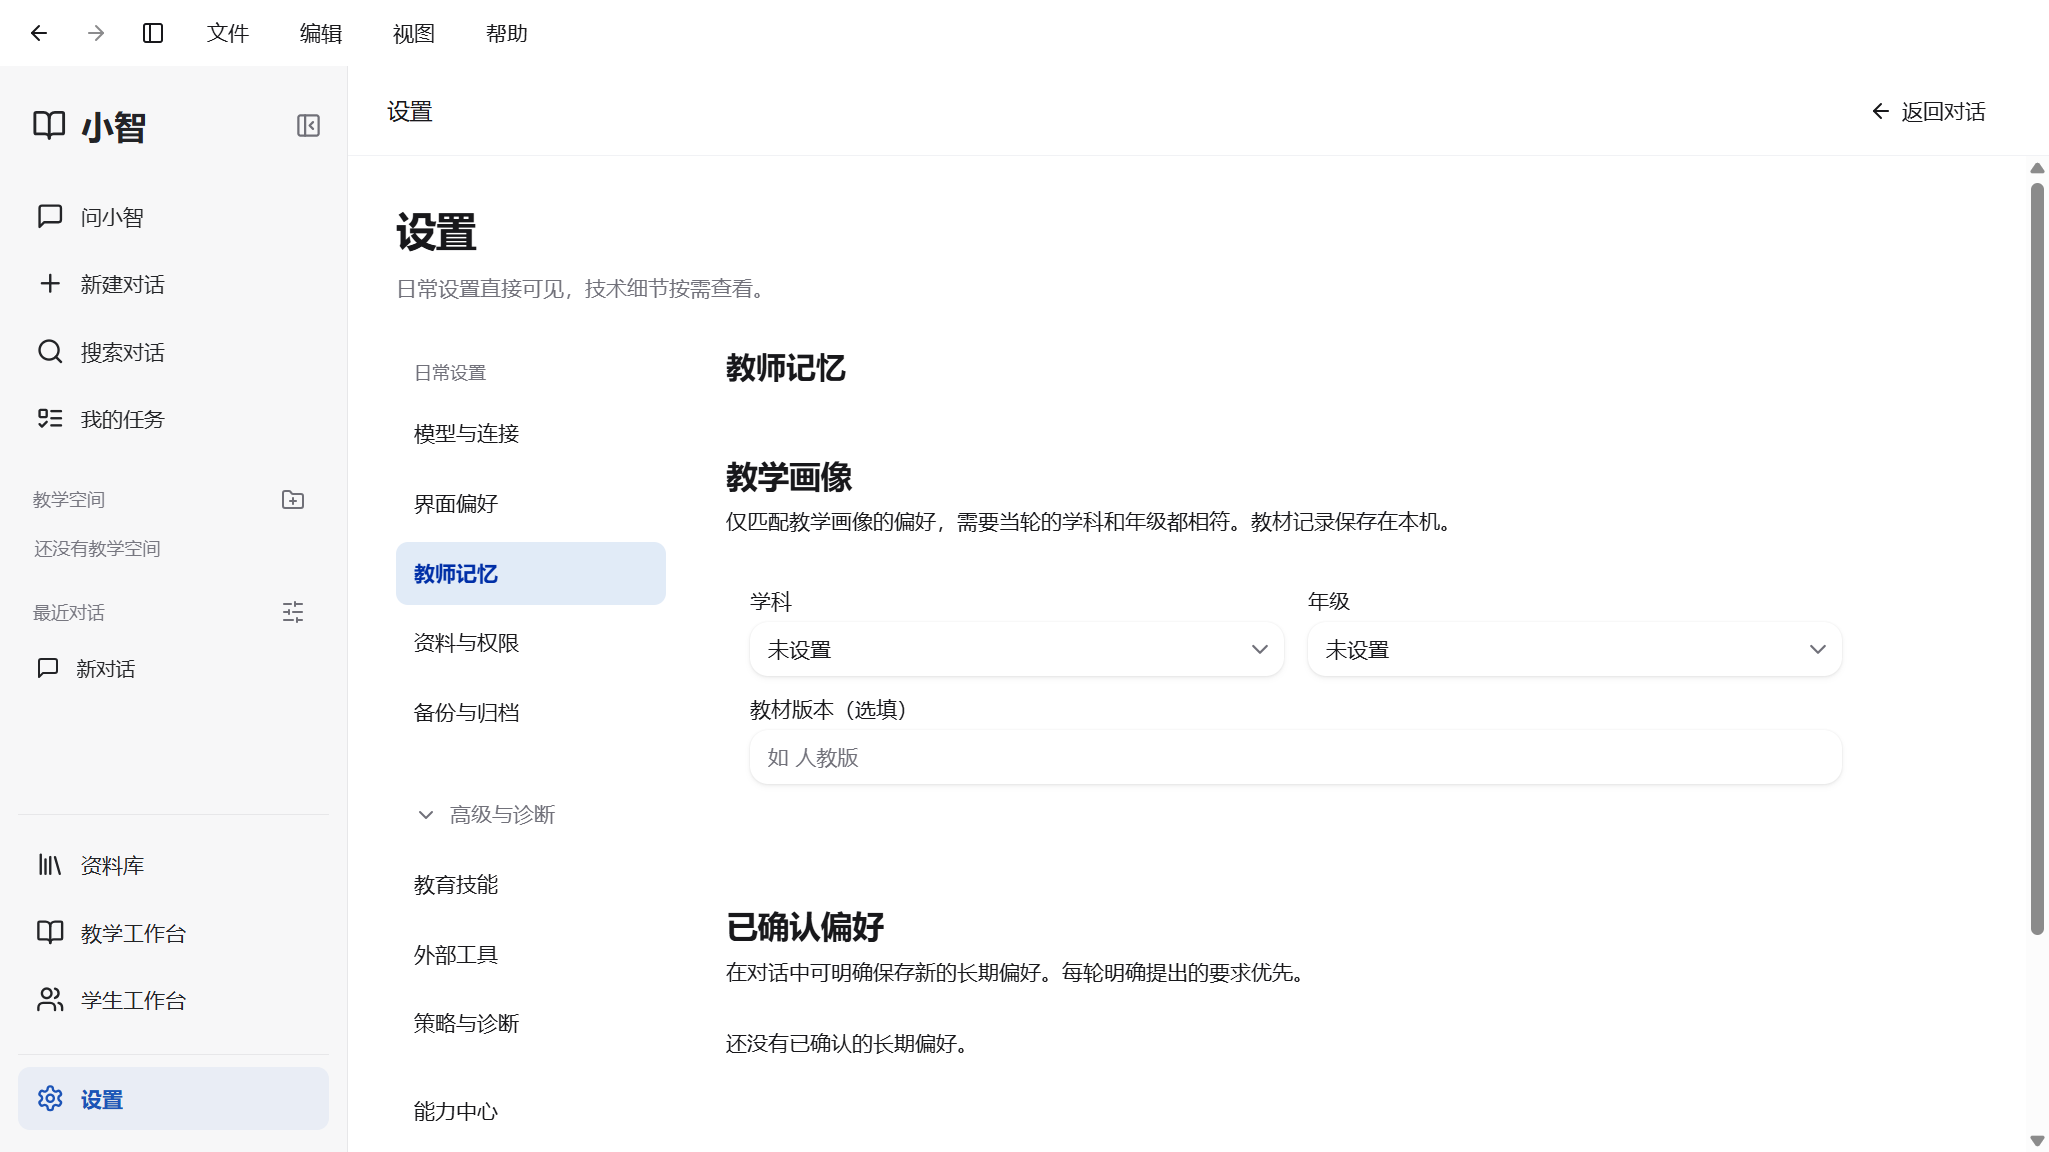 文件 编辑 视图 帮助
小智
问小智
新建对话
搜索对话
我的任务
教学空间
还没有教学空间
最近对话
新对话
资料库
教学工作台
学生工作台
设置
设置
返回对话
设置
日常设置直接可见，技术细节按需查看。
日常设置
模型与连接
界面偏好
教师记忆
资料与权限
备份与归档
高级与诊断
教育技能
外部工具
策略与诊断
能力中心
教师记忆
教学画像
仅匹配教学画像的偏好，需要当轮的学科和年级都相符。教材记录保存在本机。
学科 年级
未设置 未设置
教材版本（选填）
如 人教版
已确认偏好
在对话中可明确保存新的长期偏好。每轮明确提出的要求优先。
还没有已确认的长期偏好。